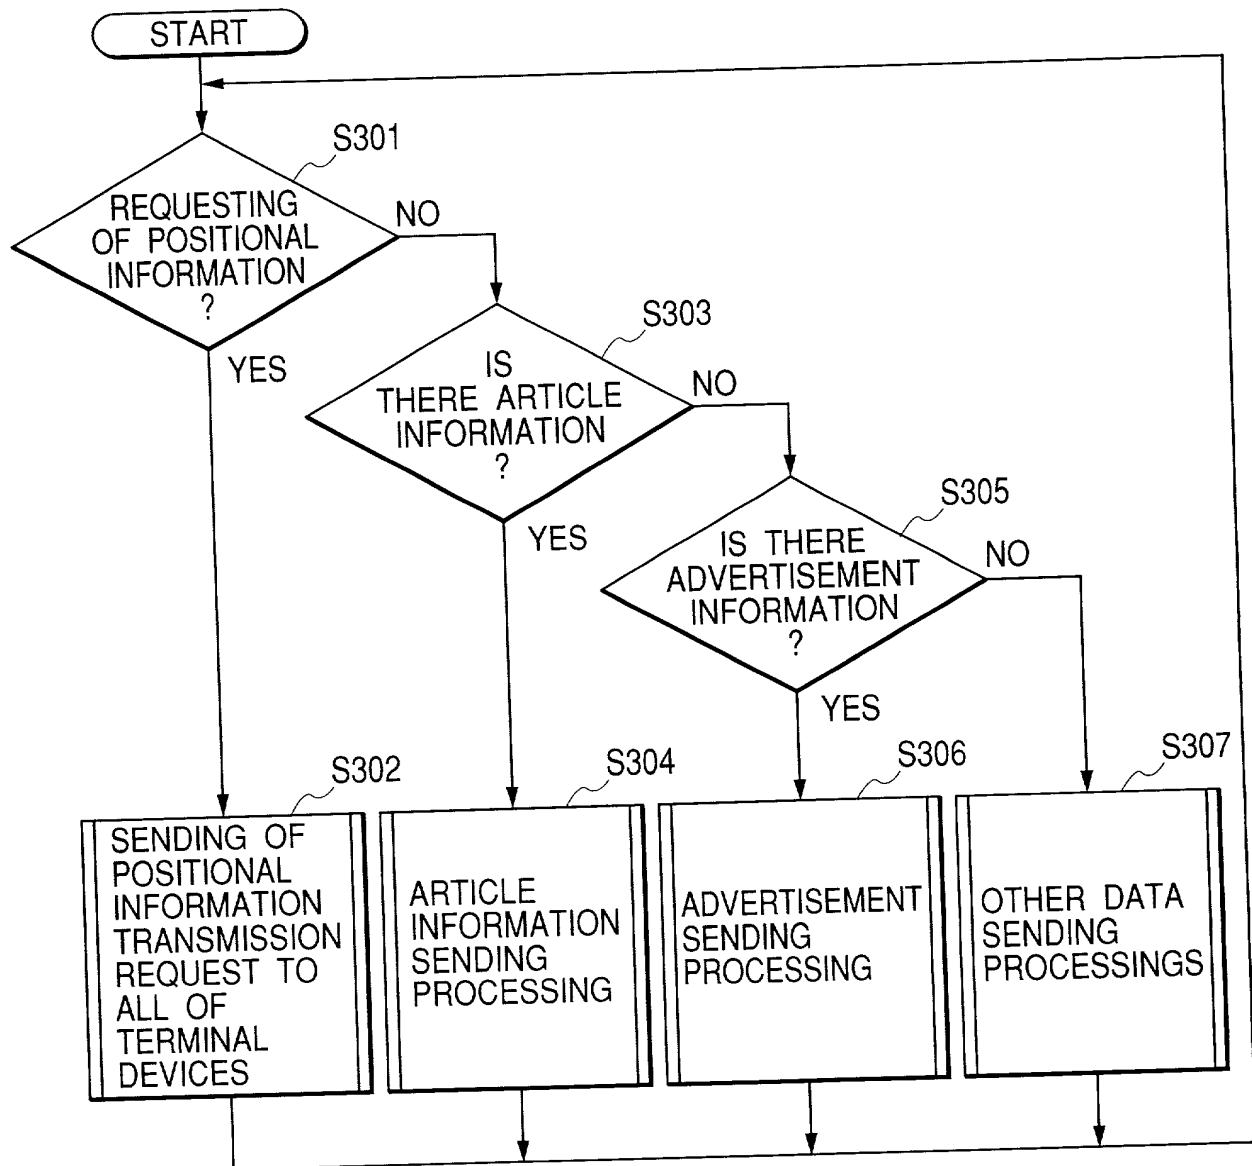 START
S301
REQUESTING
OF POSITIONAL
INFORMATION
?
NO
YES
S303
IS
THERE ARTICLE
INFORMATION
?
NO
YES
S305
IS THERE
ADVERTISEMENT
INFORMATION
?
NO
YES
S302
SENDING OF
POSITIONAL
INFORMATION
TRANSMISSION
REQUEST TO
ALL OF
TERMINAL
DEVICES
S304
ARTICLE
INFORMATION
SENDING
PROCESSING
S306
ADVERTISEMENT
SENDING
PROCESSING
S307
OTHER DATA
SENDING
PROCESSINGS